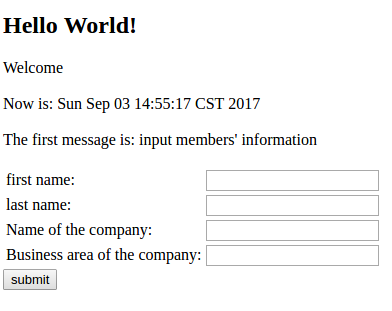 Hello World!
Welcome
Now is: Sun Sep 03 14:55:17 CST 2017
The first message is: input members' information
first name:
last name:
Name of the company:
Business area of the company:
submit